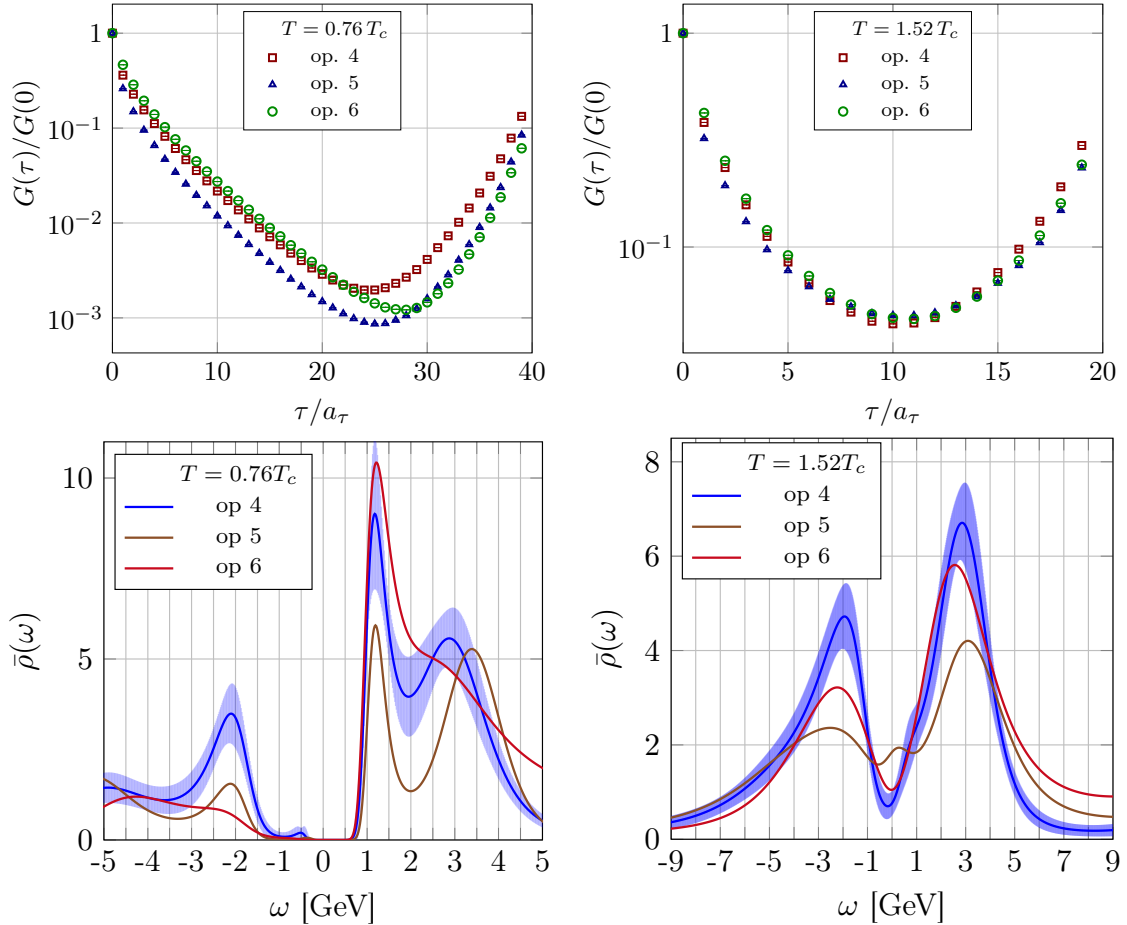 T = 0.76 T_c
op. 4
op. 5
op. 6
1
10^{-1}
10^{-2}
10^{-3}
G(τ)/G(0)
0 10 20 30 40
τ/a_τ
T = 1.52 T_c
op. 4
op. 5
op. 6
1
10^{-1}
G(τ)/G(0)
0 5 10 15 20
τ/a_τ
T = 0.76T_c
op 4
op 5
op 6
10
5
0
ρ̄(ω)
-5 -4 -3 -2 -1 0 1 2 3 4 5
ω [GeV]
T = 1.52T_c
op 4
op 5
op 6
8
6
4
2
0
ρ̄(ω)
-9 -7 -5 -3 -1 1 3 5 7 9
ω [GeV]